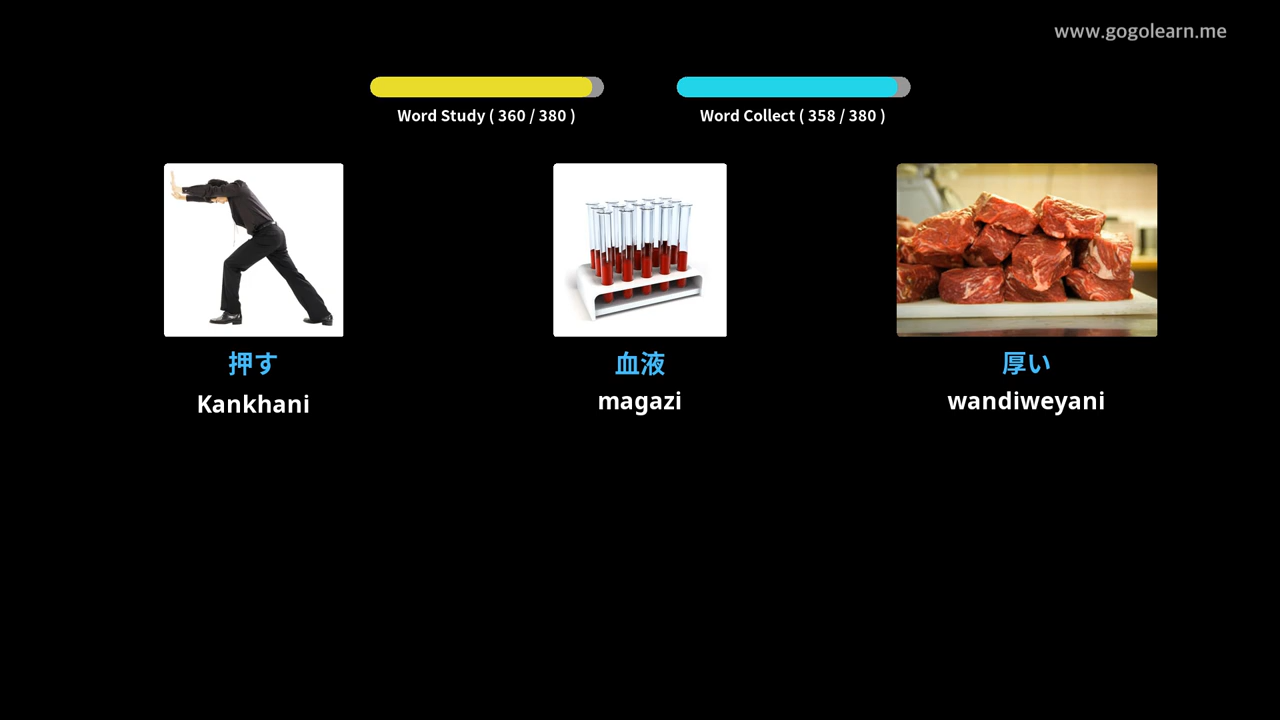 www.gogolearn.me
Word Study ( 360 / 380 )
Word Collect ( 358 / 380 )
押す
Kankhani
血液
magazi
厚い
wandiweyani